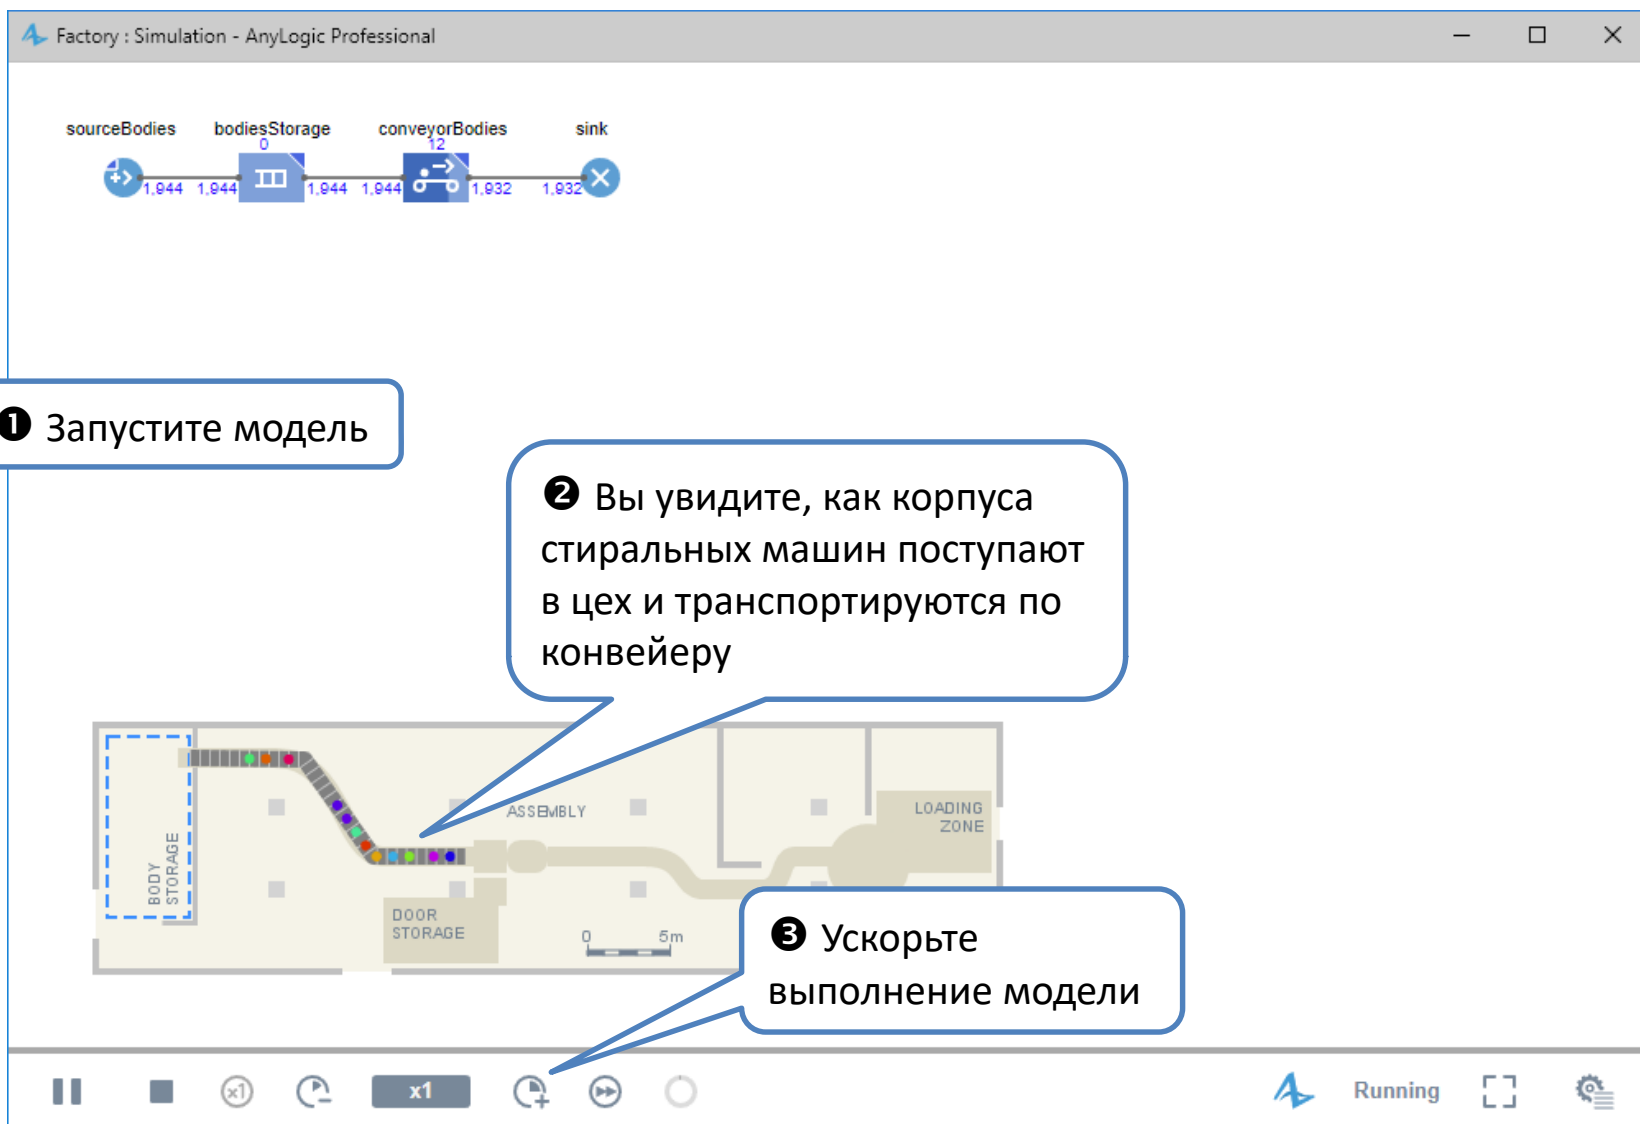 Factory : Simulation - AnyLogic Professional
sourceBodies bodiesStorage conveyorBodies sink
0 12
1,944 1,944 1,944 1,944 1,932 1,932
❶ Запустите модель
❷ Вы увидите, как корпуса
стиральных машин поступают
в цех и транспортируются по
конвейеру
ASSEMBLY
LOADING
ZONE
BODY
STORAGE
DOOR
STORAGE
0 5m
❸ Ускорьте
выполнение модели
x1 x1 Running